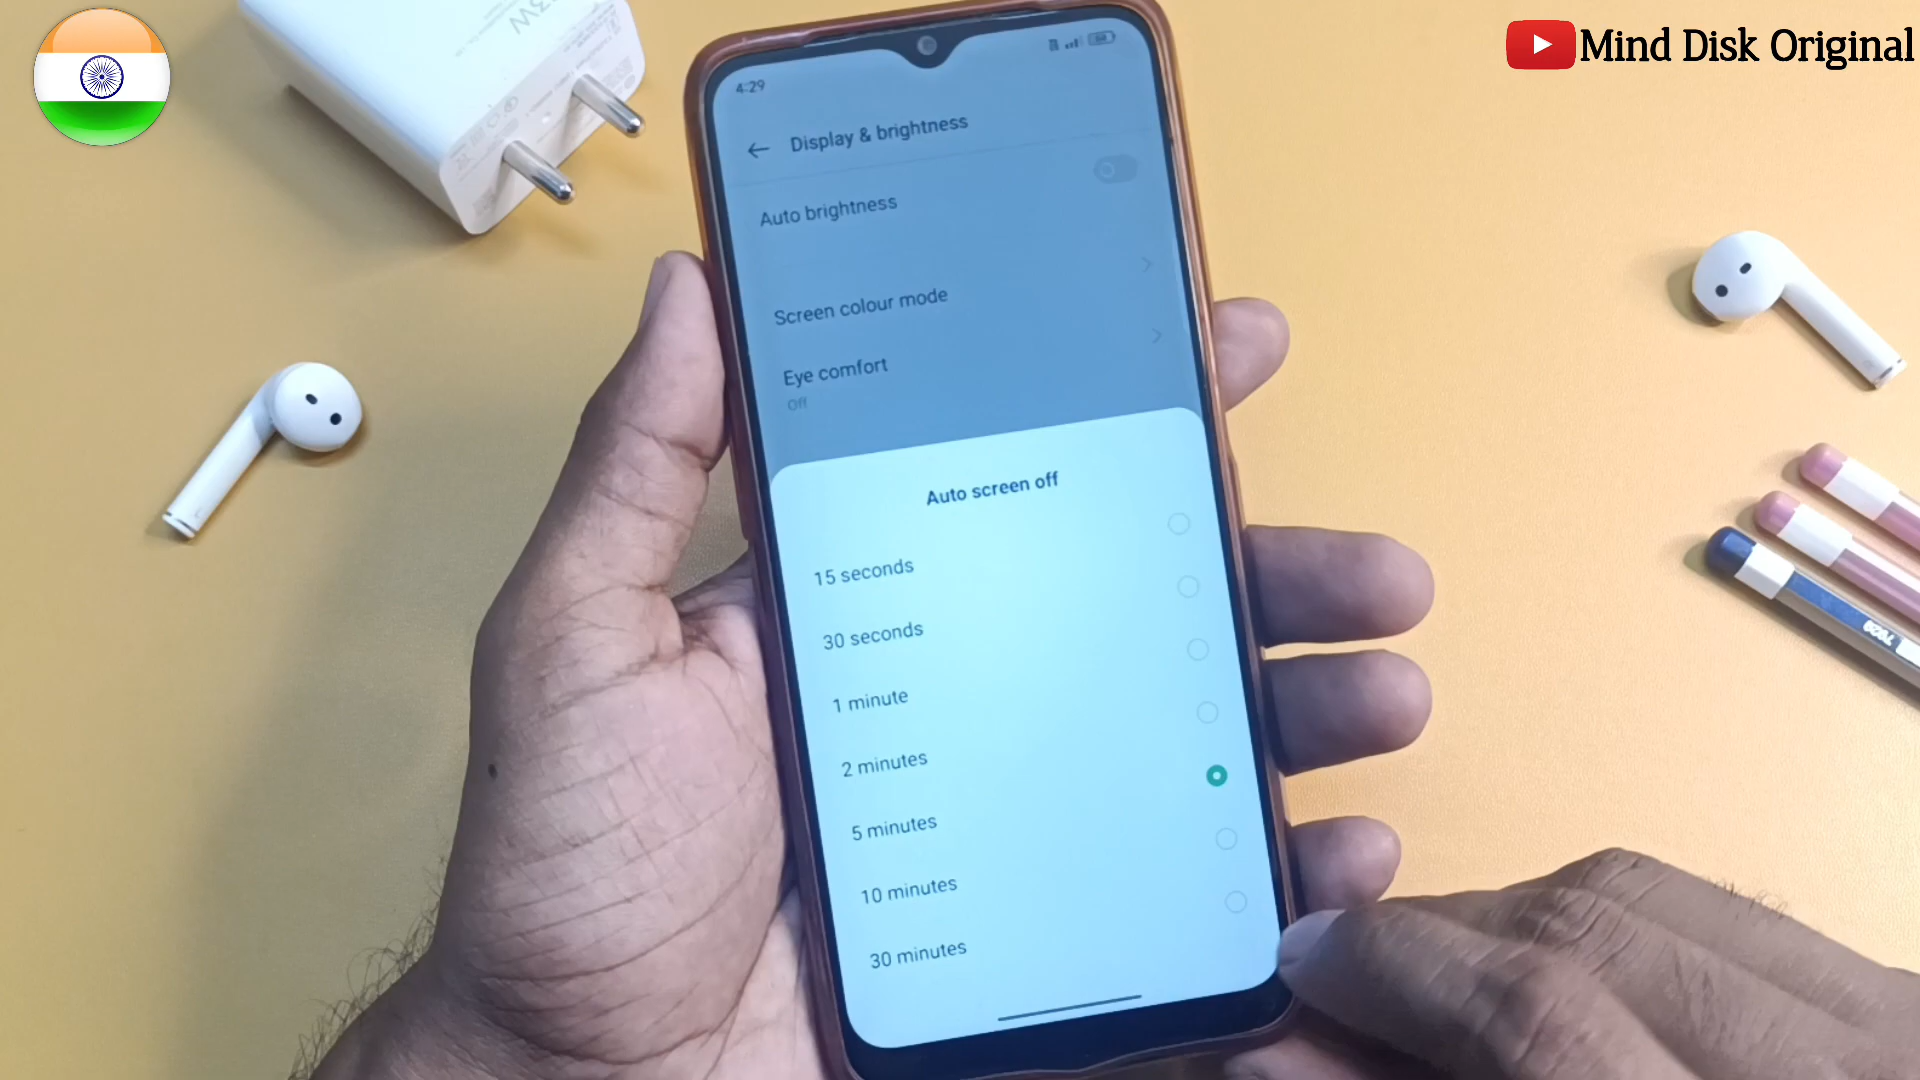 Mind Disk Original
3W
4:29
Display & brightness
Auto brightness
Screen colour mode
Eye comfort
Off
Auto screen off
15 seconds
30 seconds
1 minute
2 minutes
5 minutes
10 minutes
30 minutes